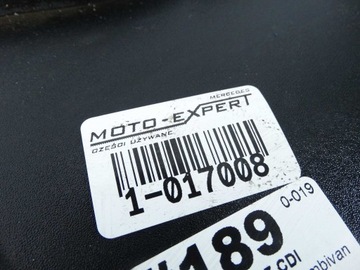 MERCEDES
MOTO-EXPERT
CZĘŚCI UŻYWANE
1-017008
0-019
189
CDI
mbivan